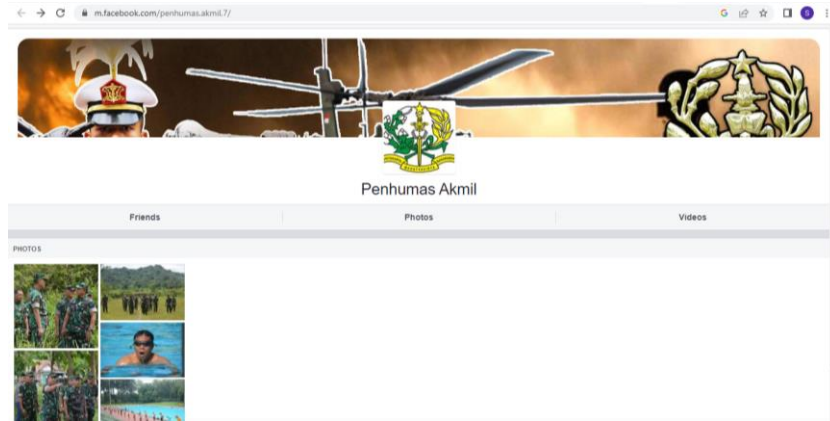 m.facebook.com/penhumas.akmil.7/
G
S
Penhumas Akmil
Friends
Photos
Videos
PHOTOS